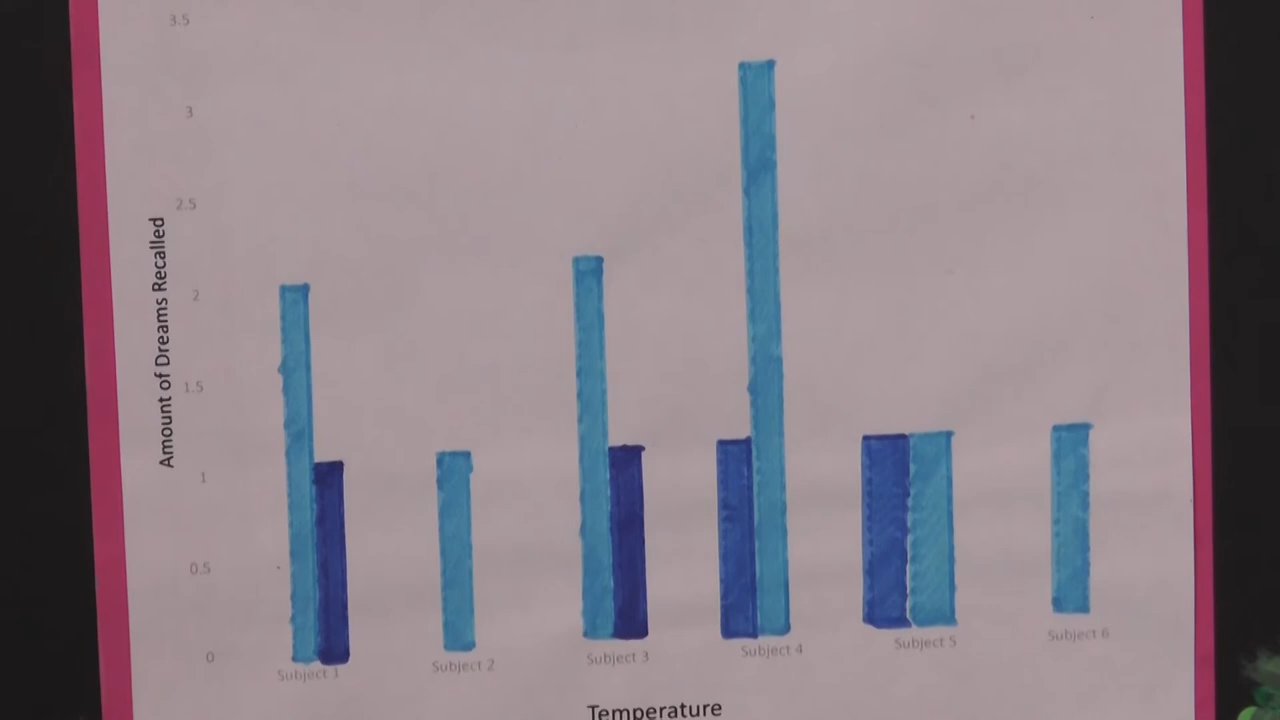 3.5
3
2.5
2
1.5
1
0.5
0
Amount of Dreams Recalled
Subject 1
Subject 2
Subject 3
Subject 4
Subject 5
Subject 6
Temperature